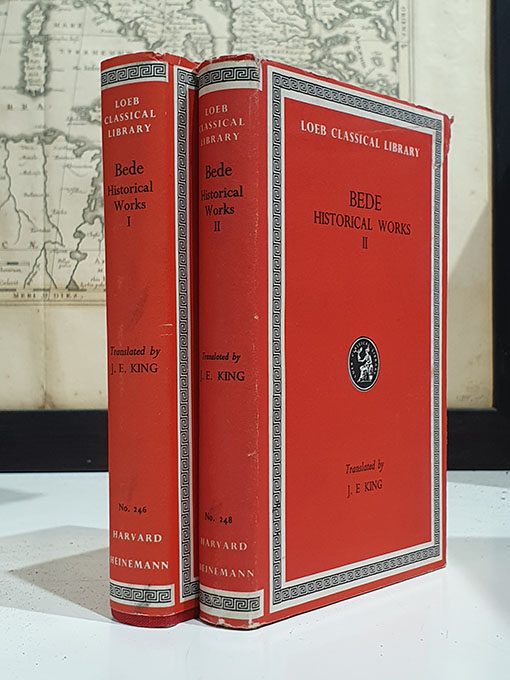 LOEB
CLASSICAL
LIBRARY
Bede
Historical
Works
I
Translated by
J. E. KING
No. 246
HARVARD
HEINEMANN
LOEB
CLASSICAL
LIBRARY
Bede
Historical
Works
II
Translated by
J. E. KING
No. 248
HARVARD
HEINEMANN
LOEB CLASSICAL LIBRARY
BEDE
HISTORICAL WORKS
II
Translated by
J. E. KING